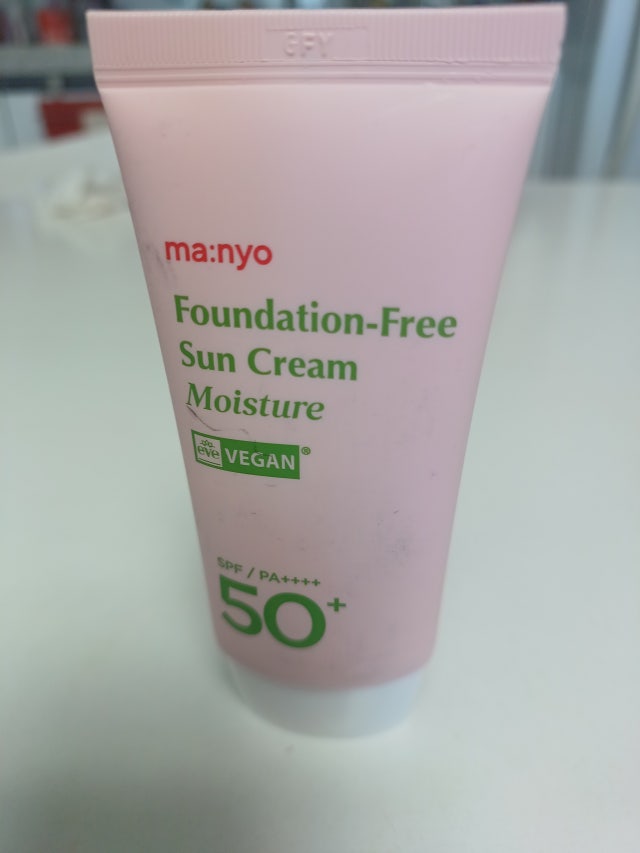 ma:nyo
Foundation-Free
Sun Cream
Moisture
eve VEGAN®
SPF / PA++++
50+